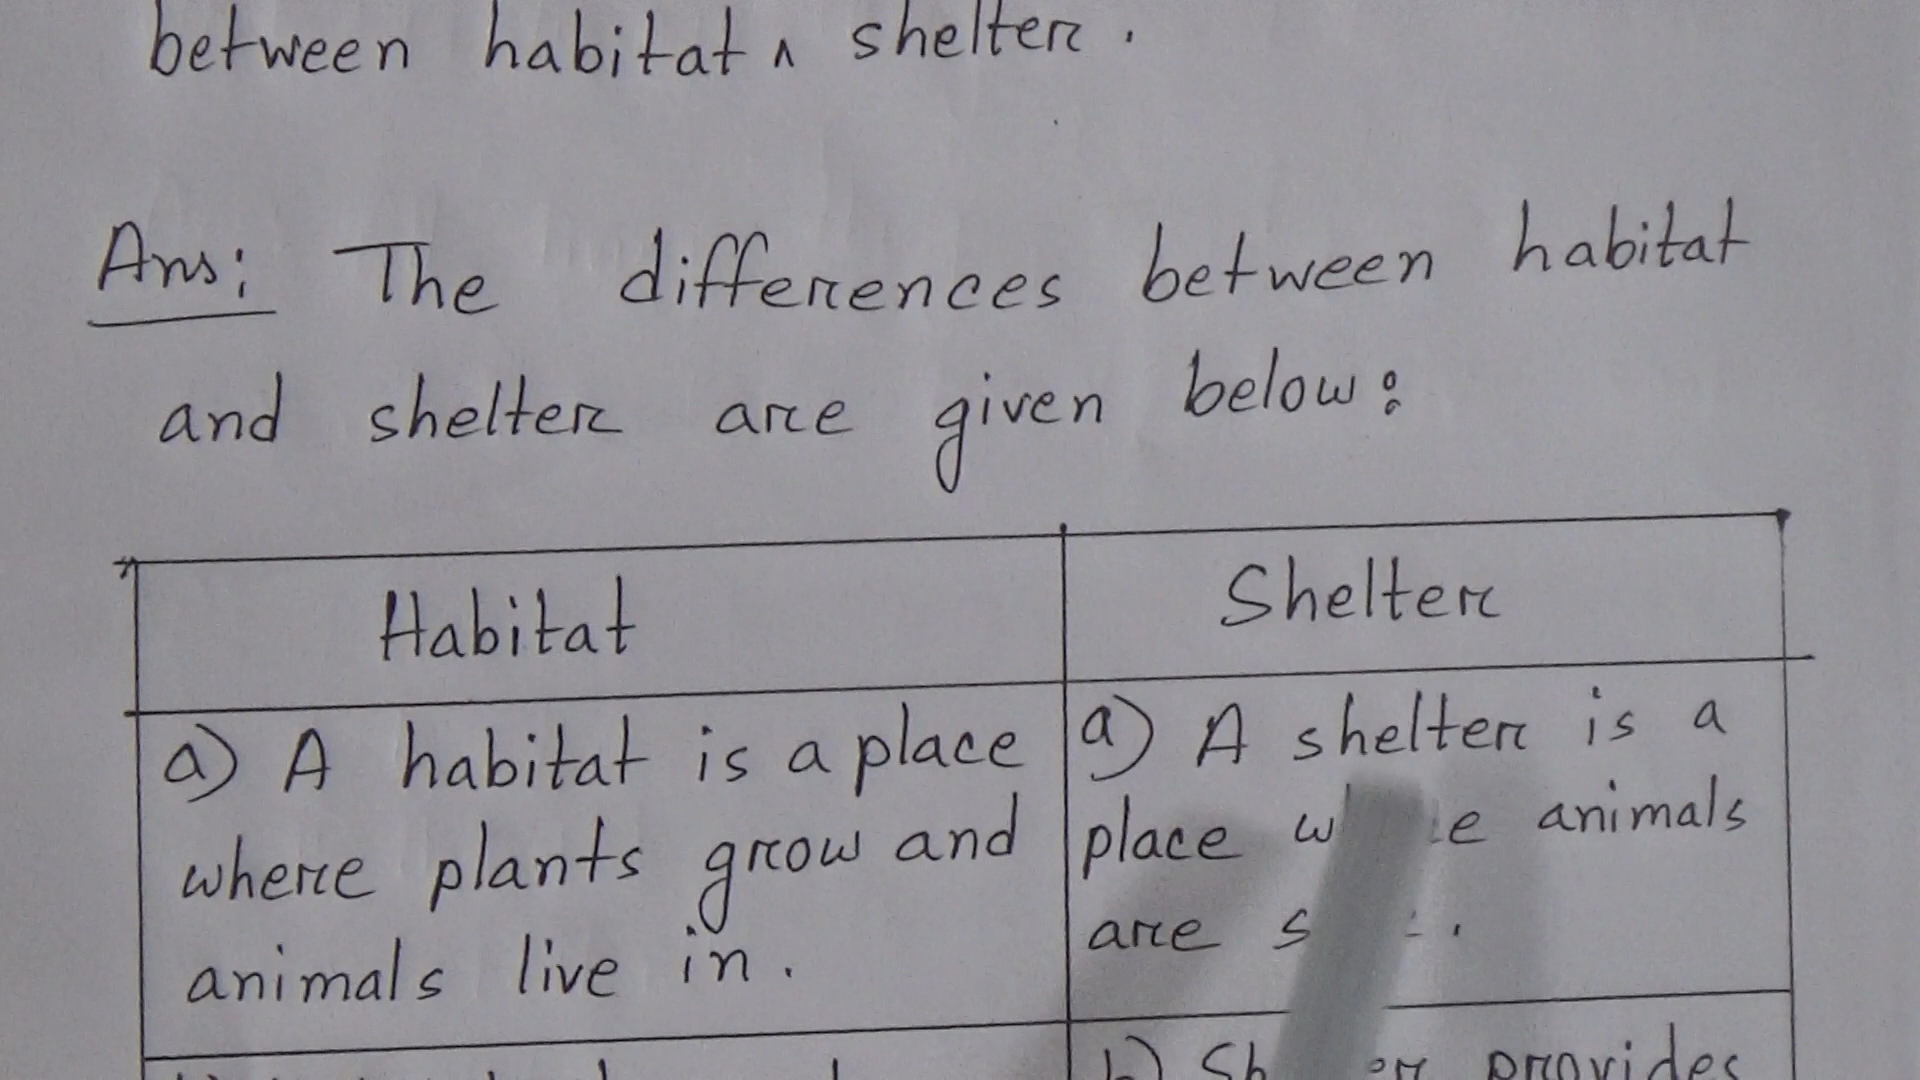 between habitat ^ shelter.
Ans: The differences between habitat
and shelter are given below:
Habitat
Shelter
a) A habitat is a place
where plants grow and
animals live in.
a) A shelter is a
place animals
are
b) provides